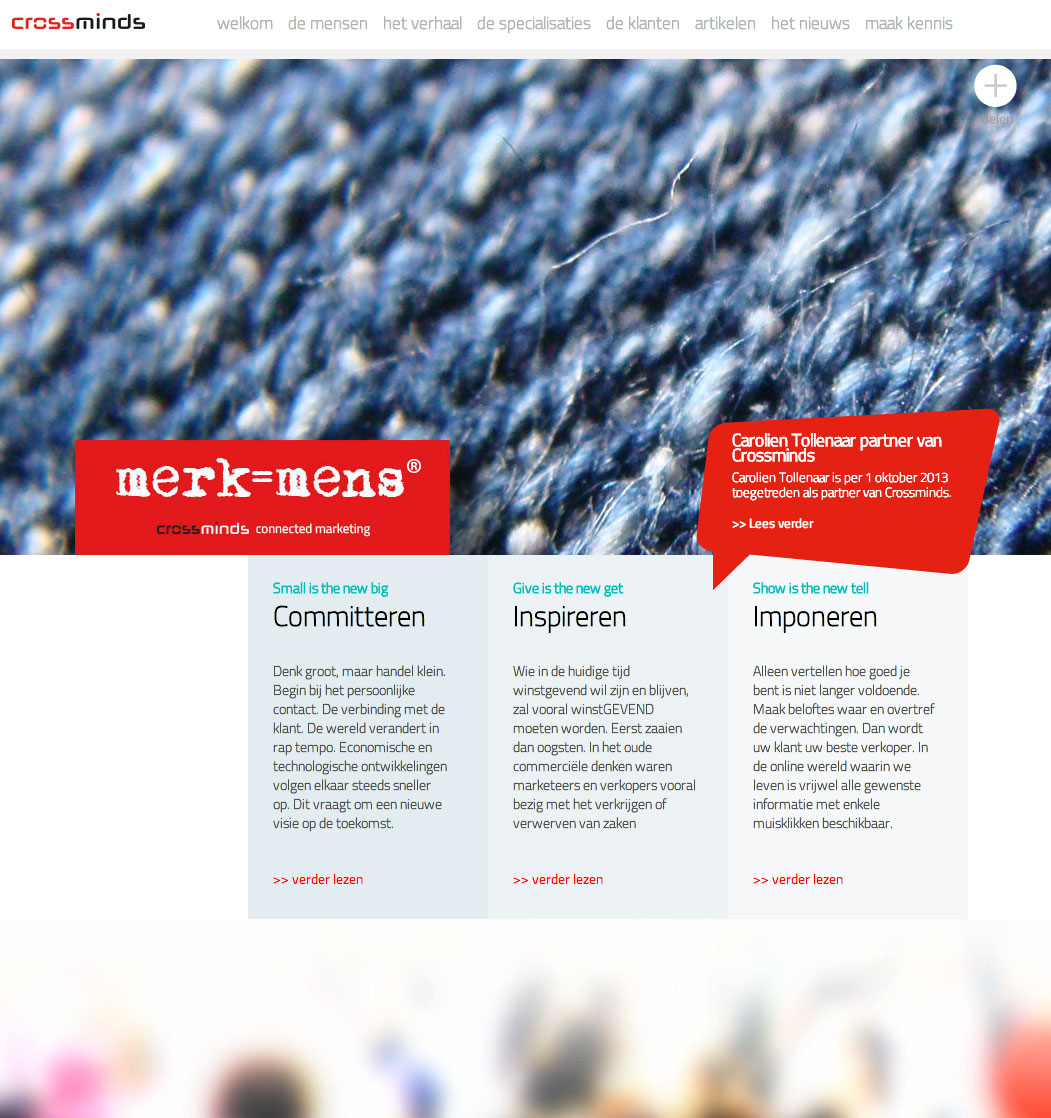 crossminds
welkom de mensen het verhaal de specialisaties de klanten artikelen het nieuws maak kennis
delen
merk=mens®
crossminds connected marketing
Carolien Tollenaar partner van
Crossminds
Carolien Tollenaar is per 1 oktober 2013
toegetreden als partner van Crossminds.
>> Lees verder
Small is the new big
Committeren
Denk groot, maar handel klein.
Begin bij het persoonlijke
contact. De verbinding met de
klant. De wereld verandert in
rap tempo. Economische en
technologische ontwikkelingen
volgen elkaar steeds sneller
op. Dit vraagt om een nieuwe
visie op de toekomst.
>> verder lezen
Give is the new get
Inspireren
Wie in de huidige tijd
winstgevend wil zijn en blijven,
zal vooral winstGEVEND
moeten worden. Eerst zaaien
dan oogsten. In het oude
commerciële denken waren
marketeers en verkopers vooral
bezig met het verkrijgen of
verwerven van zaken
>> verder lezen
Show is the new tell
Imponeren
Alleen vertellen hoe goed je
bent is niet langer voldoende.
Maak beloftes waar en overtref
de verwachtingen. Dan wordt
uw klant uw beste verkoper. In
de online wereld waarin we
leven is vrijwel alle gewenste
informatie met enkele
muisklikken beschikbaar.
>> verder lezen